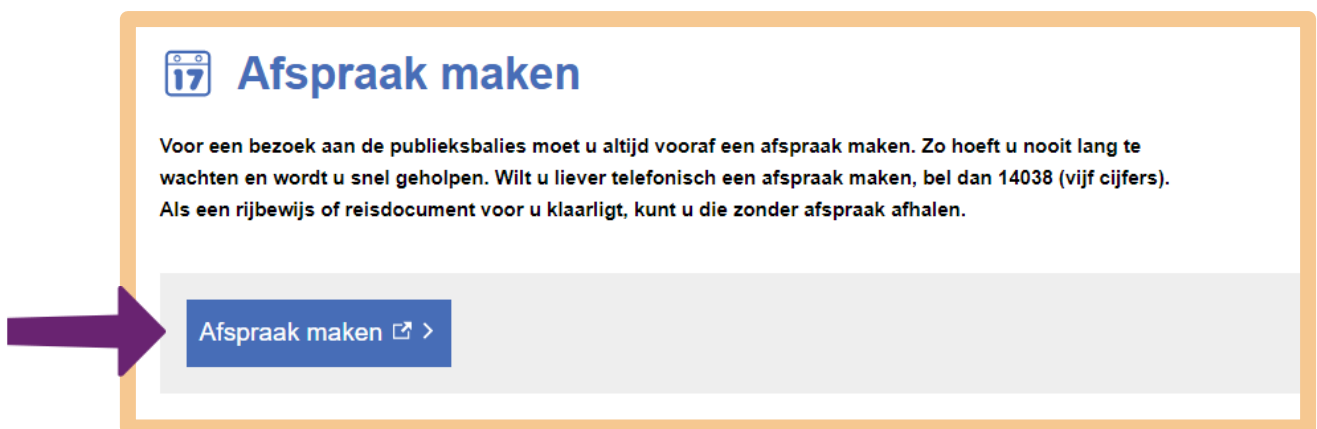 17 Afspraak maken
Voor een bezoek aan de publieksbalies moet u altijd vooraf een afspraak maken. Zo hoeft u nooit lang te
wachten en wordt u snel geholpen. Wilt u liever telefonisch een afspraak maken, bel dan 14038 (vijf cijfers).
Als een rijbewijs of reisdocument voor u klaarligt, kunt u die zonder afspraak afhalen.
Afspraak maken